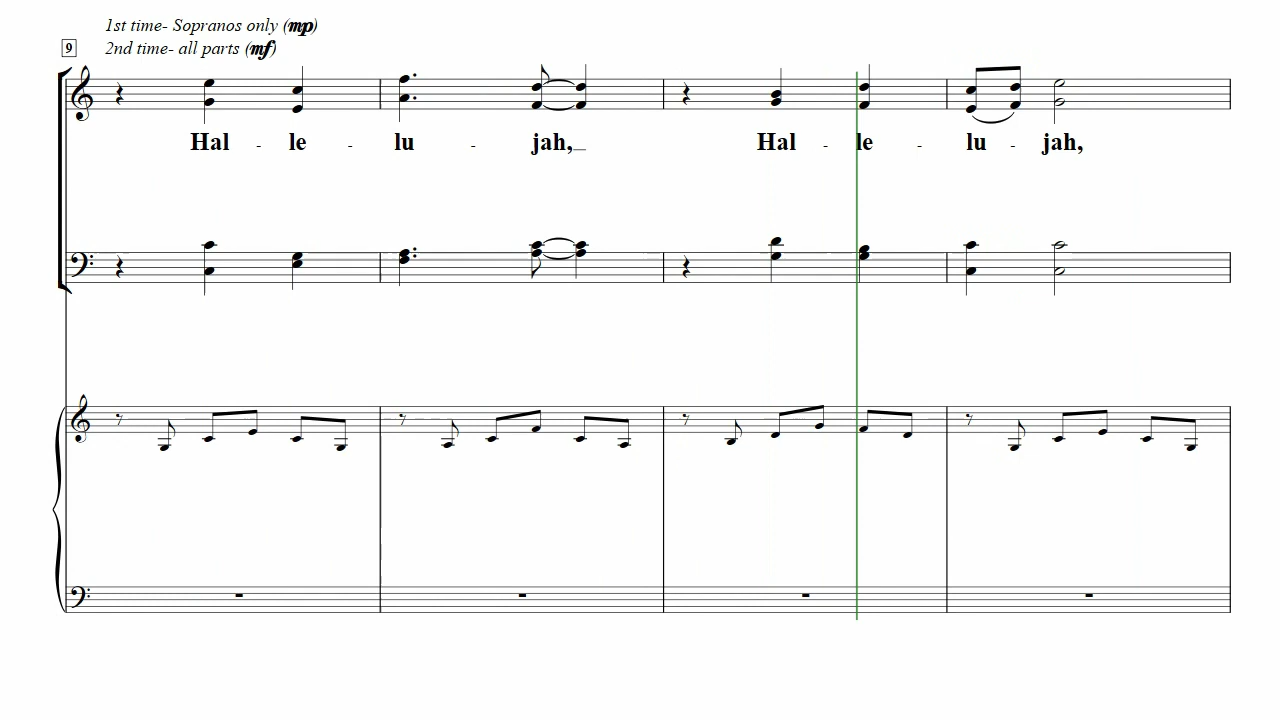 1st time- Sopranos only (mp)
9 2nd time- all parts (mf)
Hal - le - lu - jah,_ Hal - le - lu - jah,